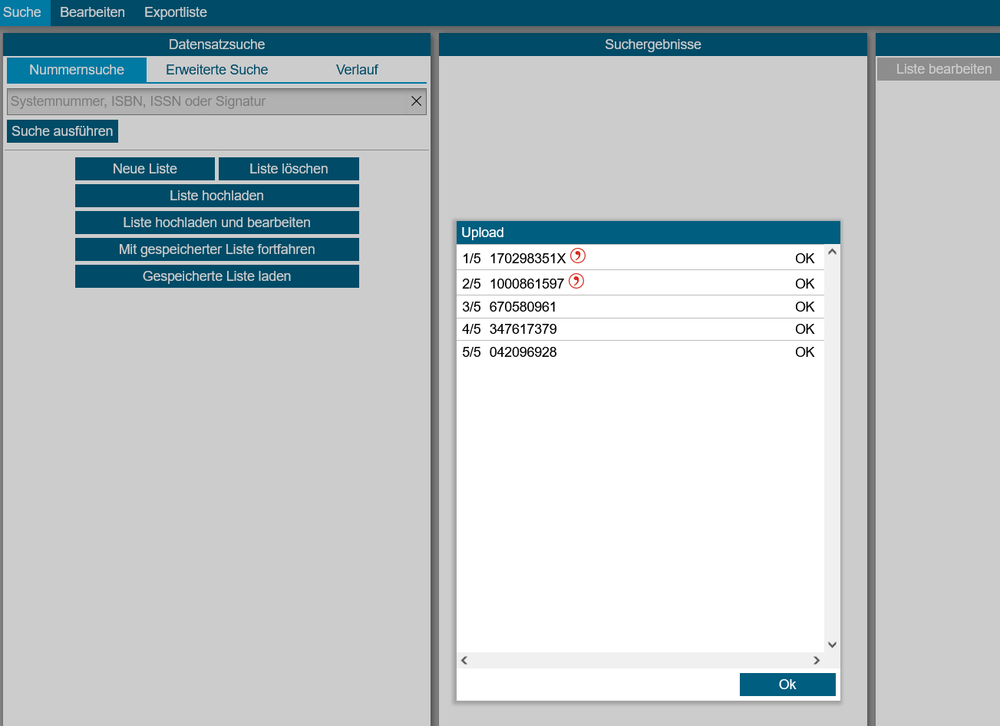 Suche Bearbeiten Exportliste
Datensatzsuche
Nummernsuche Erweiterte Suche Verlauf
Systemnummer, ISBN, ISSN oder Signatur
Suche ausführen
Neue Liste Liste löschen
Liste hochladen
Liste hochladen und bearbeiten
Mit gespeicherter Liste fortfahren
Gespeicherte Liste laden
Suchergebnisse
Upload
1/5 170298351X OK
2/5 1000861597 OK
3/5 670580961 OK
4/5 347617379 OK
5/5 042096928 OK
Ok
Liste bearbeiten